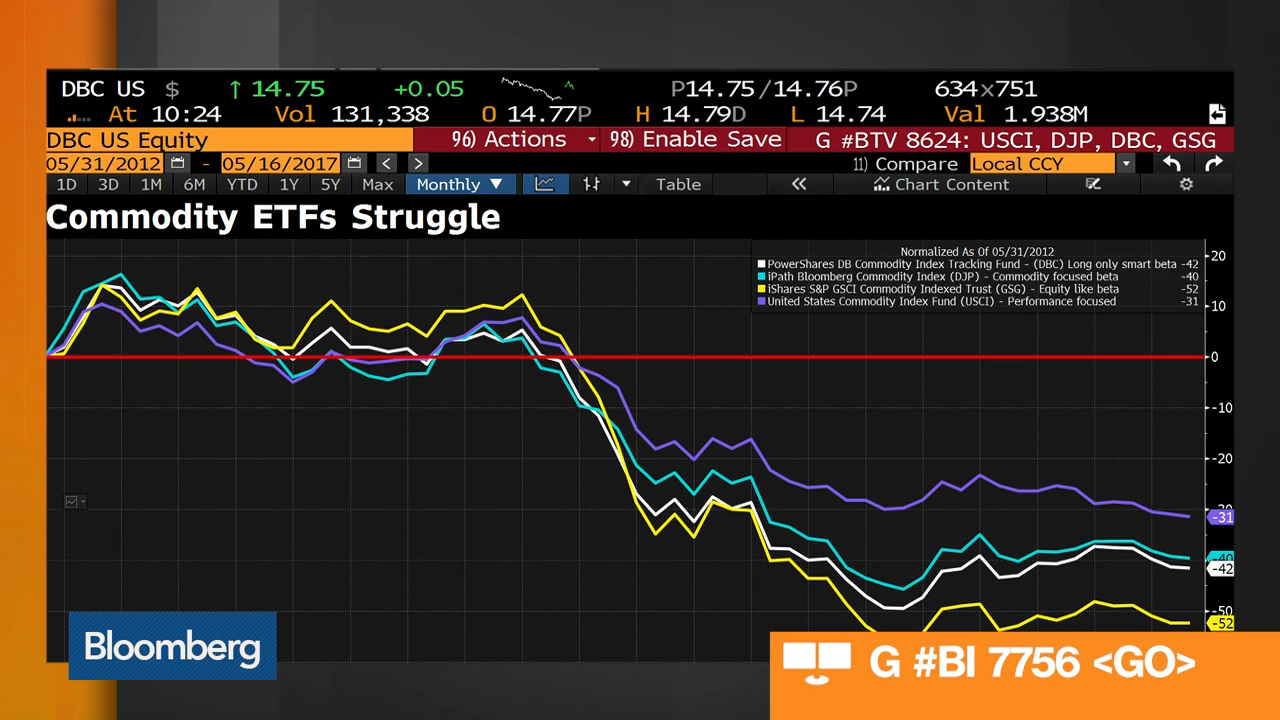 DBC US $ ↑ 14.75 +0.05 P14.75/14.76P 634x751
At 10:24 Vol 131,338 O 14.77P H 14.79D L 14.74 Val 1.938M
DBC US Equity 96) Actions 98) Enable Save G #BTV 8624: USCI, DJP, DBC, GSG
05/31/2012 - 05/16/2017 < > 11) Compare Local CCY
1D 3D 1M 6M YTD 1Y 5Y Max Monthly ▼ Table « Chart Content
Commodity ETFs Struggle
Normalized As Of 05/31/2012
PowerShares DB Commodity Index Tracking Fund - (DBC) Long only smart beta -42
iPath Bloomberg Commodity (DJP) - Commodity focused beta -40
iShares S&P GSCI Commodity Indexed Trust (GSG) - Equity like beta -52
United States Commodity Index Fund (USCI) - Performance focused -31
20
10
0
-10
-20
-31
-40
-42
-50
-52
Bloomberg
G #BI 7756 <GO>